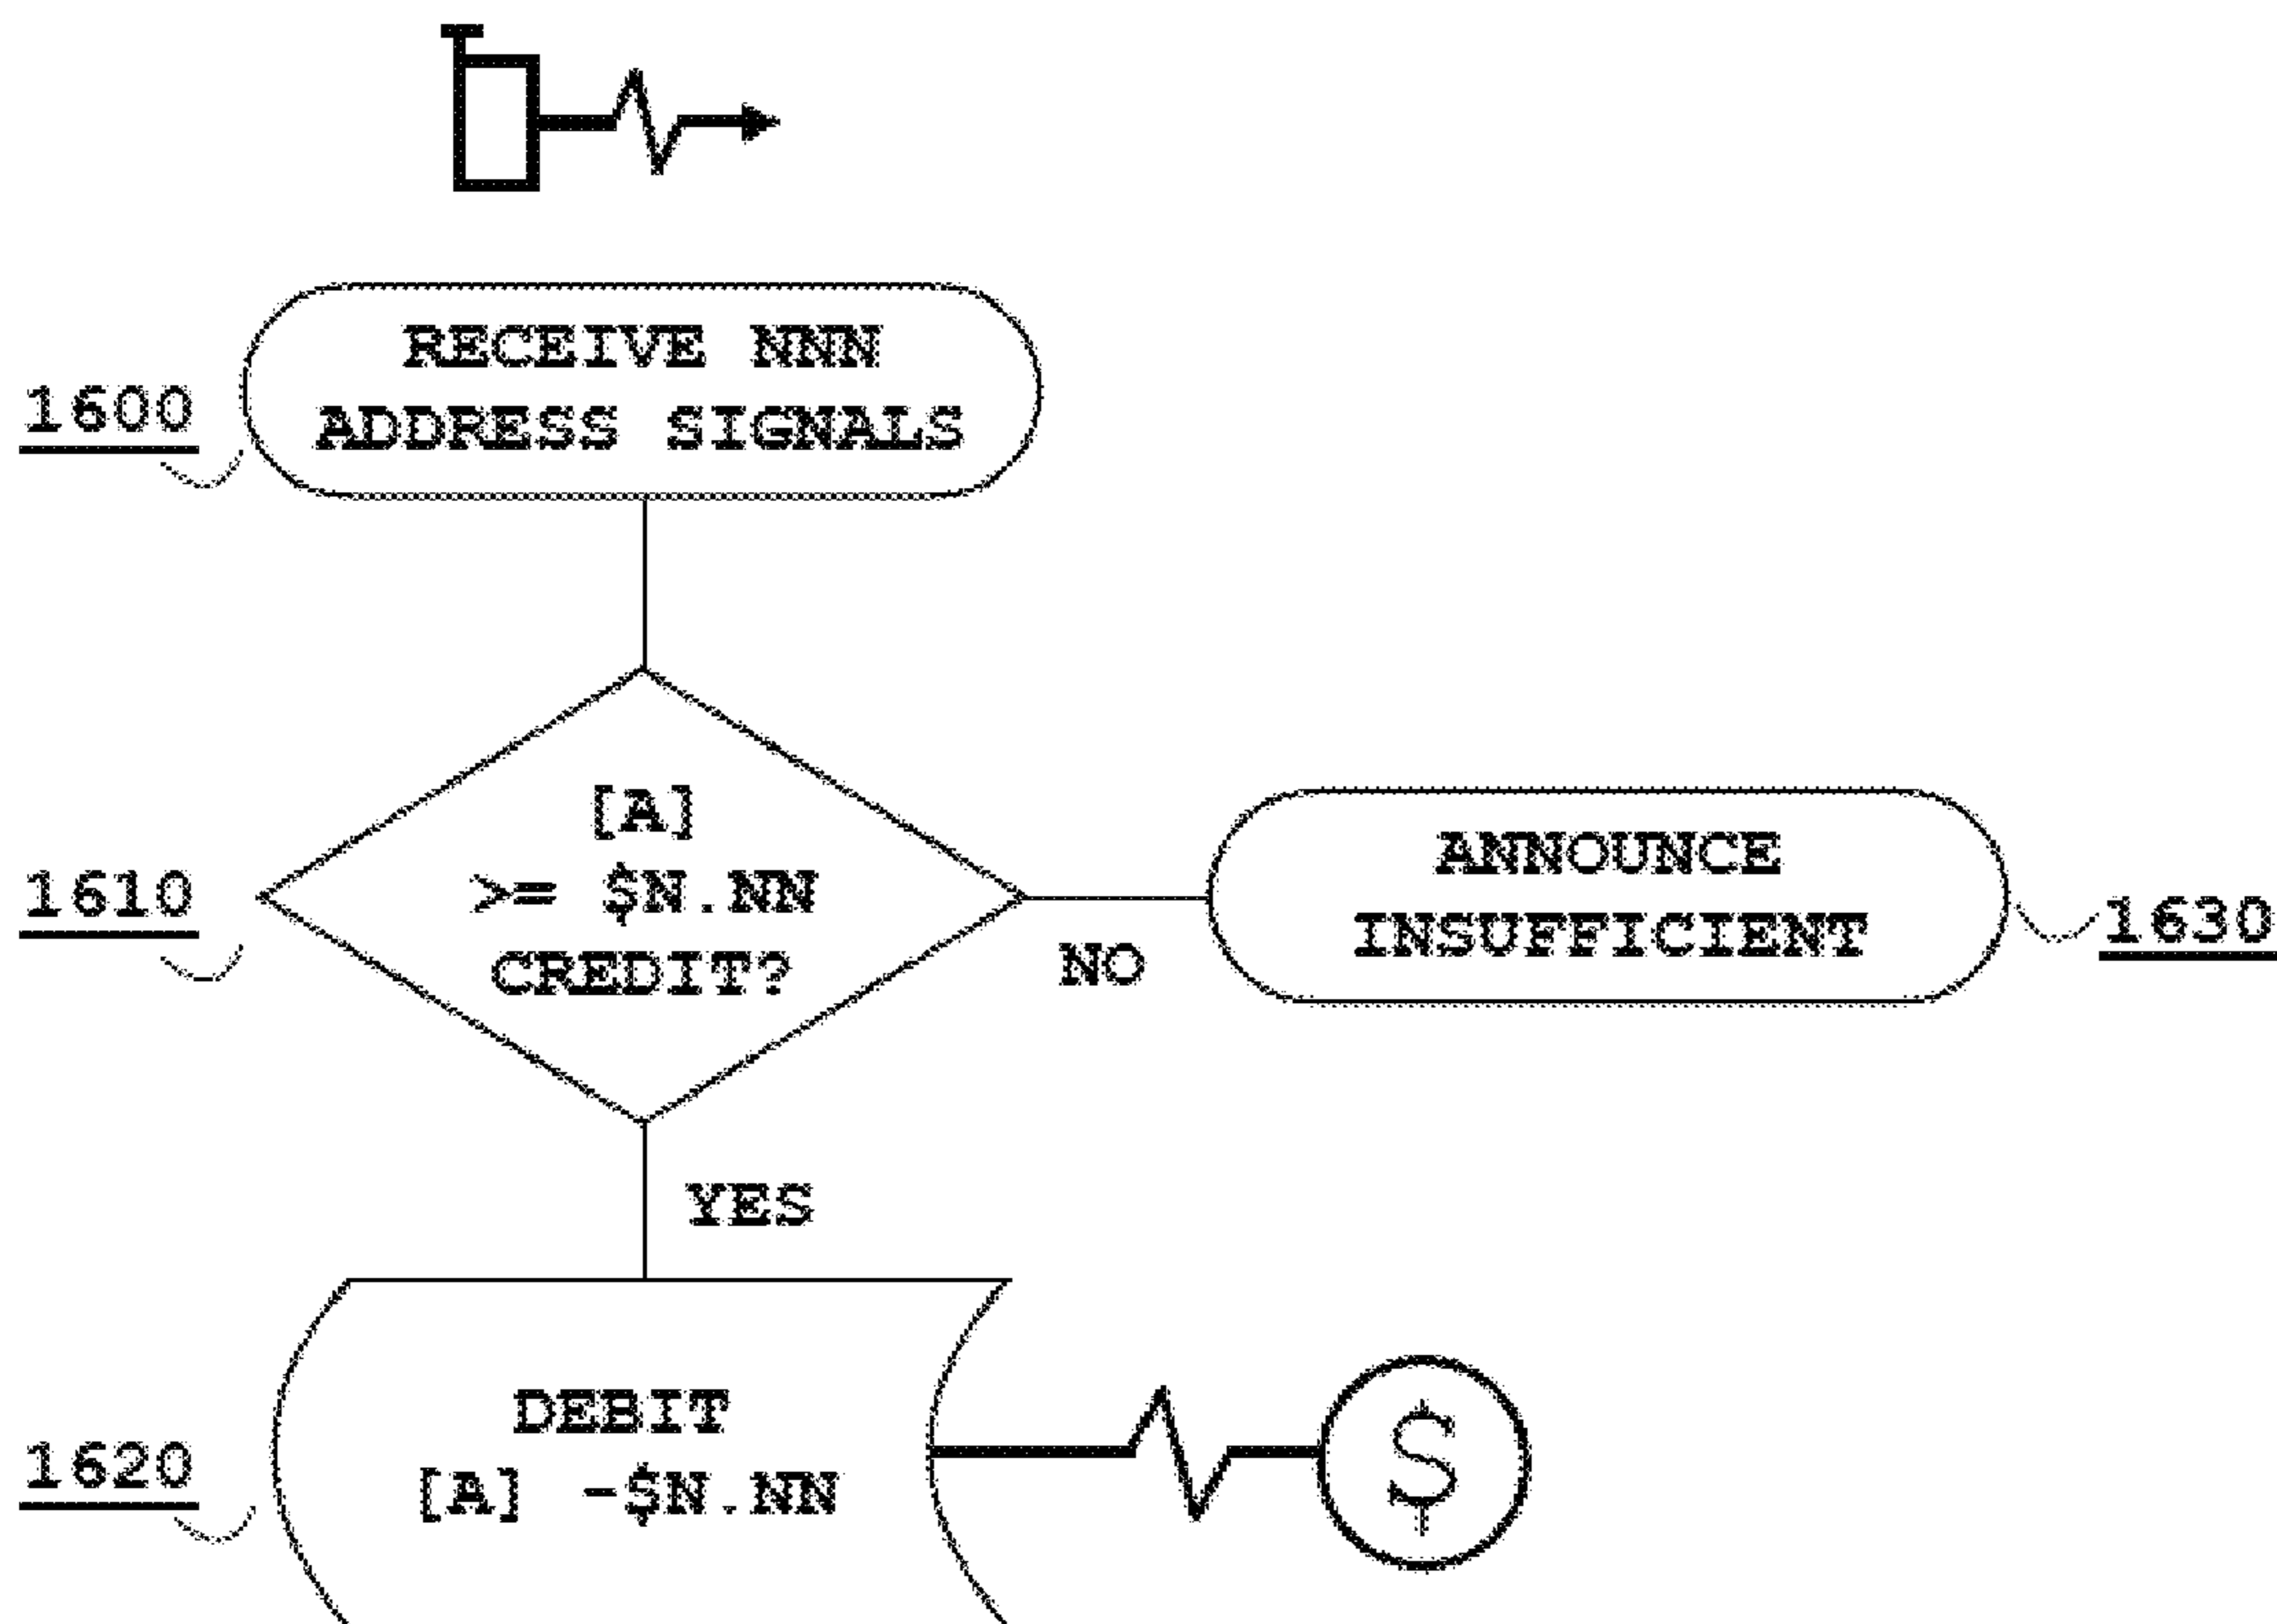 RECEIVE NNN
ADDRESS SIGNALS
1600
[A]
>= $N.NN
CREDIT?
1610
NO
ANNOUNCE
INSUFFICIENT
1630
YES
DEBIT
[A] -$N.NN
1620
$